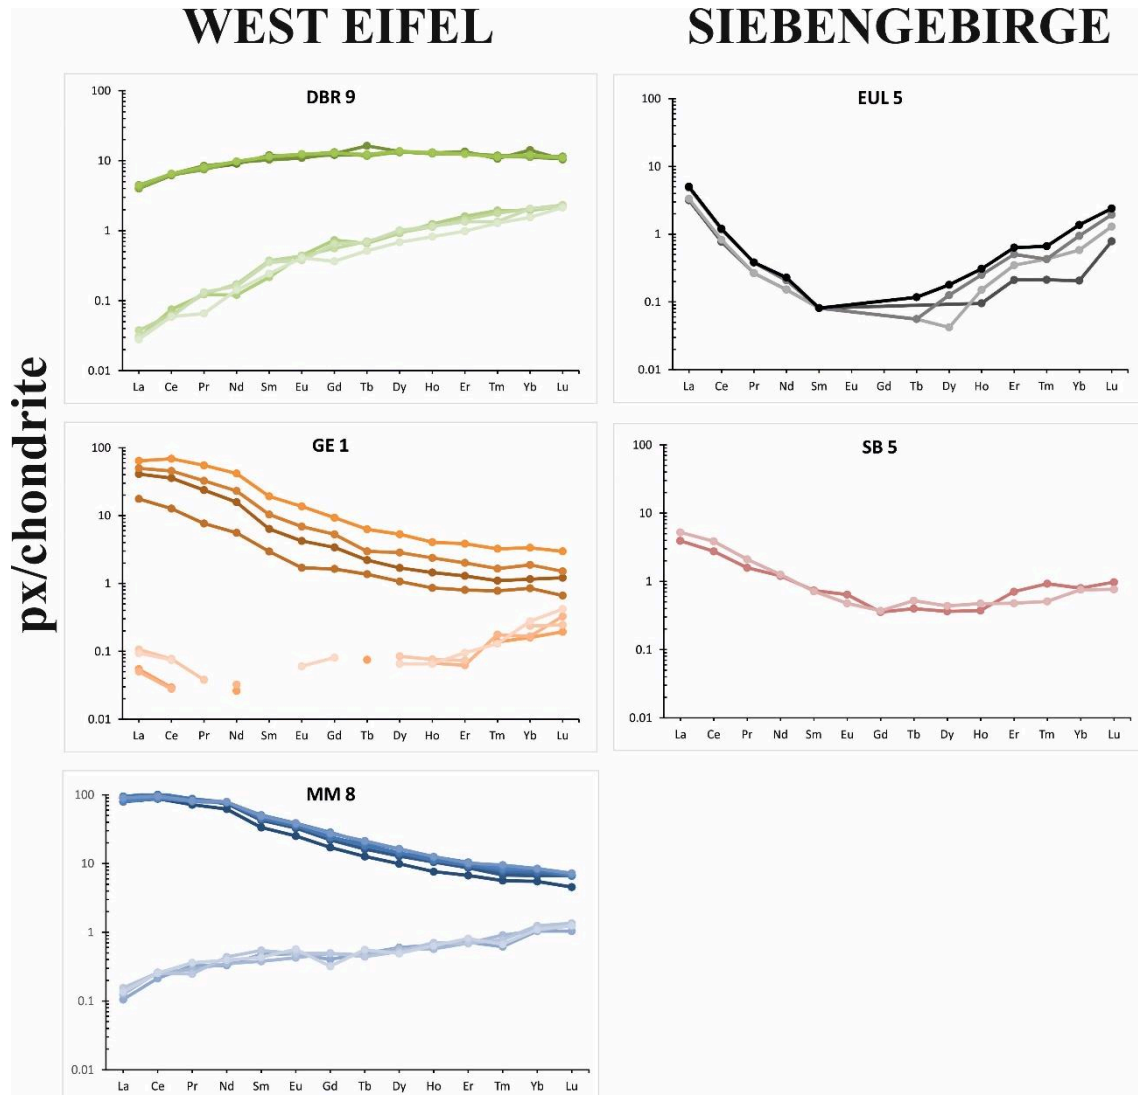 WEST EIFEL SIEBENGEBIRGE
px/chondrite
DBR 9
100
10
1
0.1
0.01
La Ce Pr Nd Sm Eu Gd Tb Dy Ho Er Tm Yb Lu
EUL 5
100
10
1
0.1
0.01
La Ce Pr Nd Sm Eu Gd Tb Dy Ho Er Tm Yb Lu
GE 1
100
10
1
0.1
0.01
La Ce Pr Nd Sm Eu Gd Tb Dy Ho Er Tm Yb Lu
SB 5
100
10
1
0.1
0.01
La Ce Pr Nd Sm Eu Gd Tb Dy Ho Er Tm Yb Lu
MM 8
100
10
1
0.1
0.01
La Ce Pr Nd Sm Eu Gd Tb Dy Ho Er Tm Yb Lu